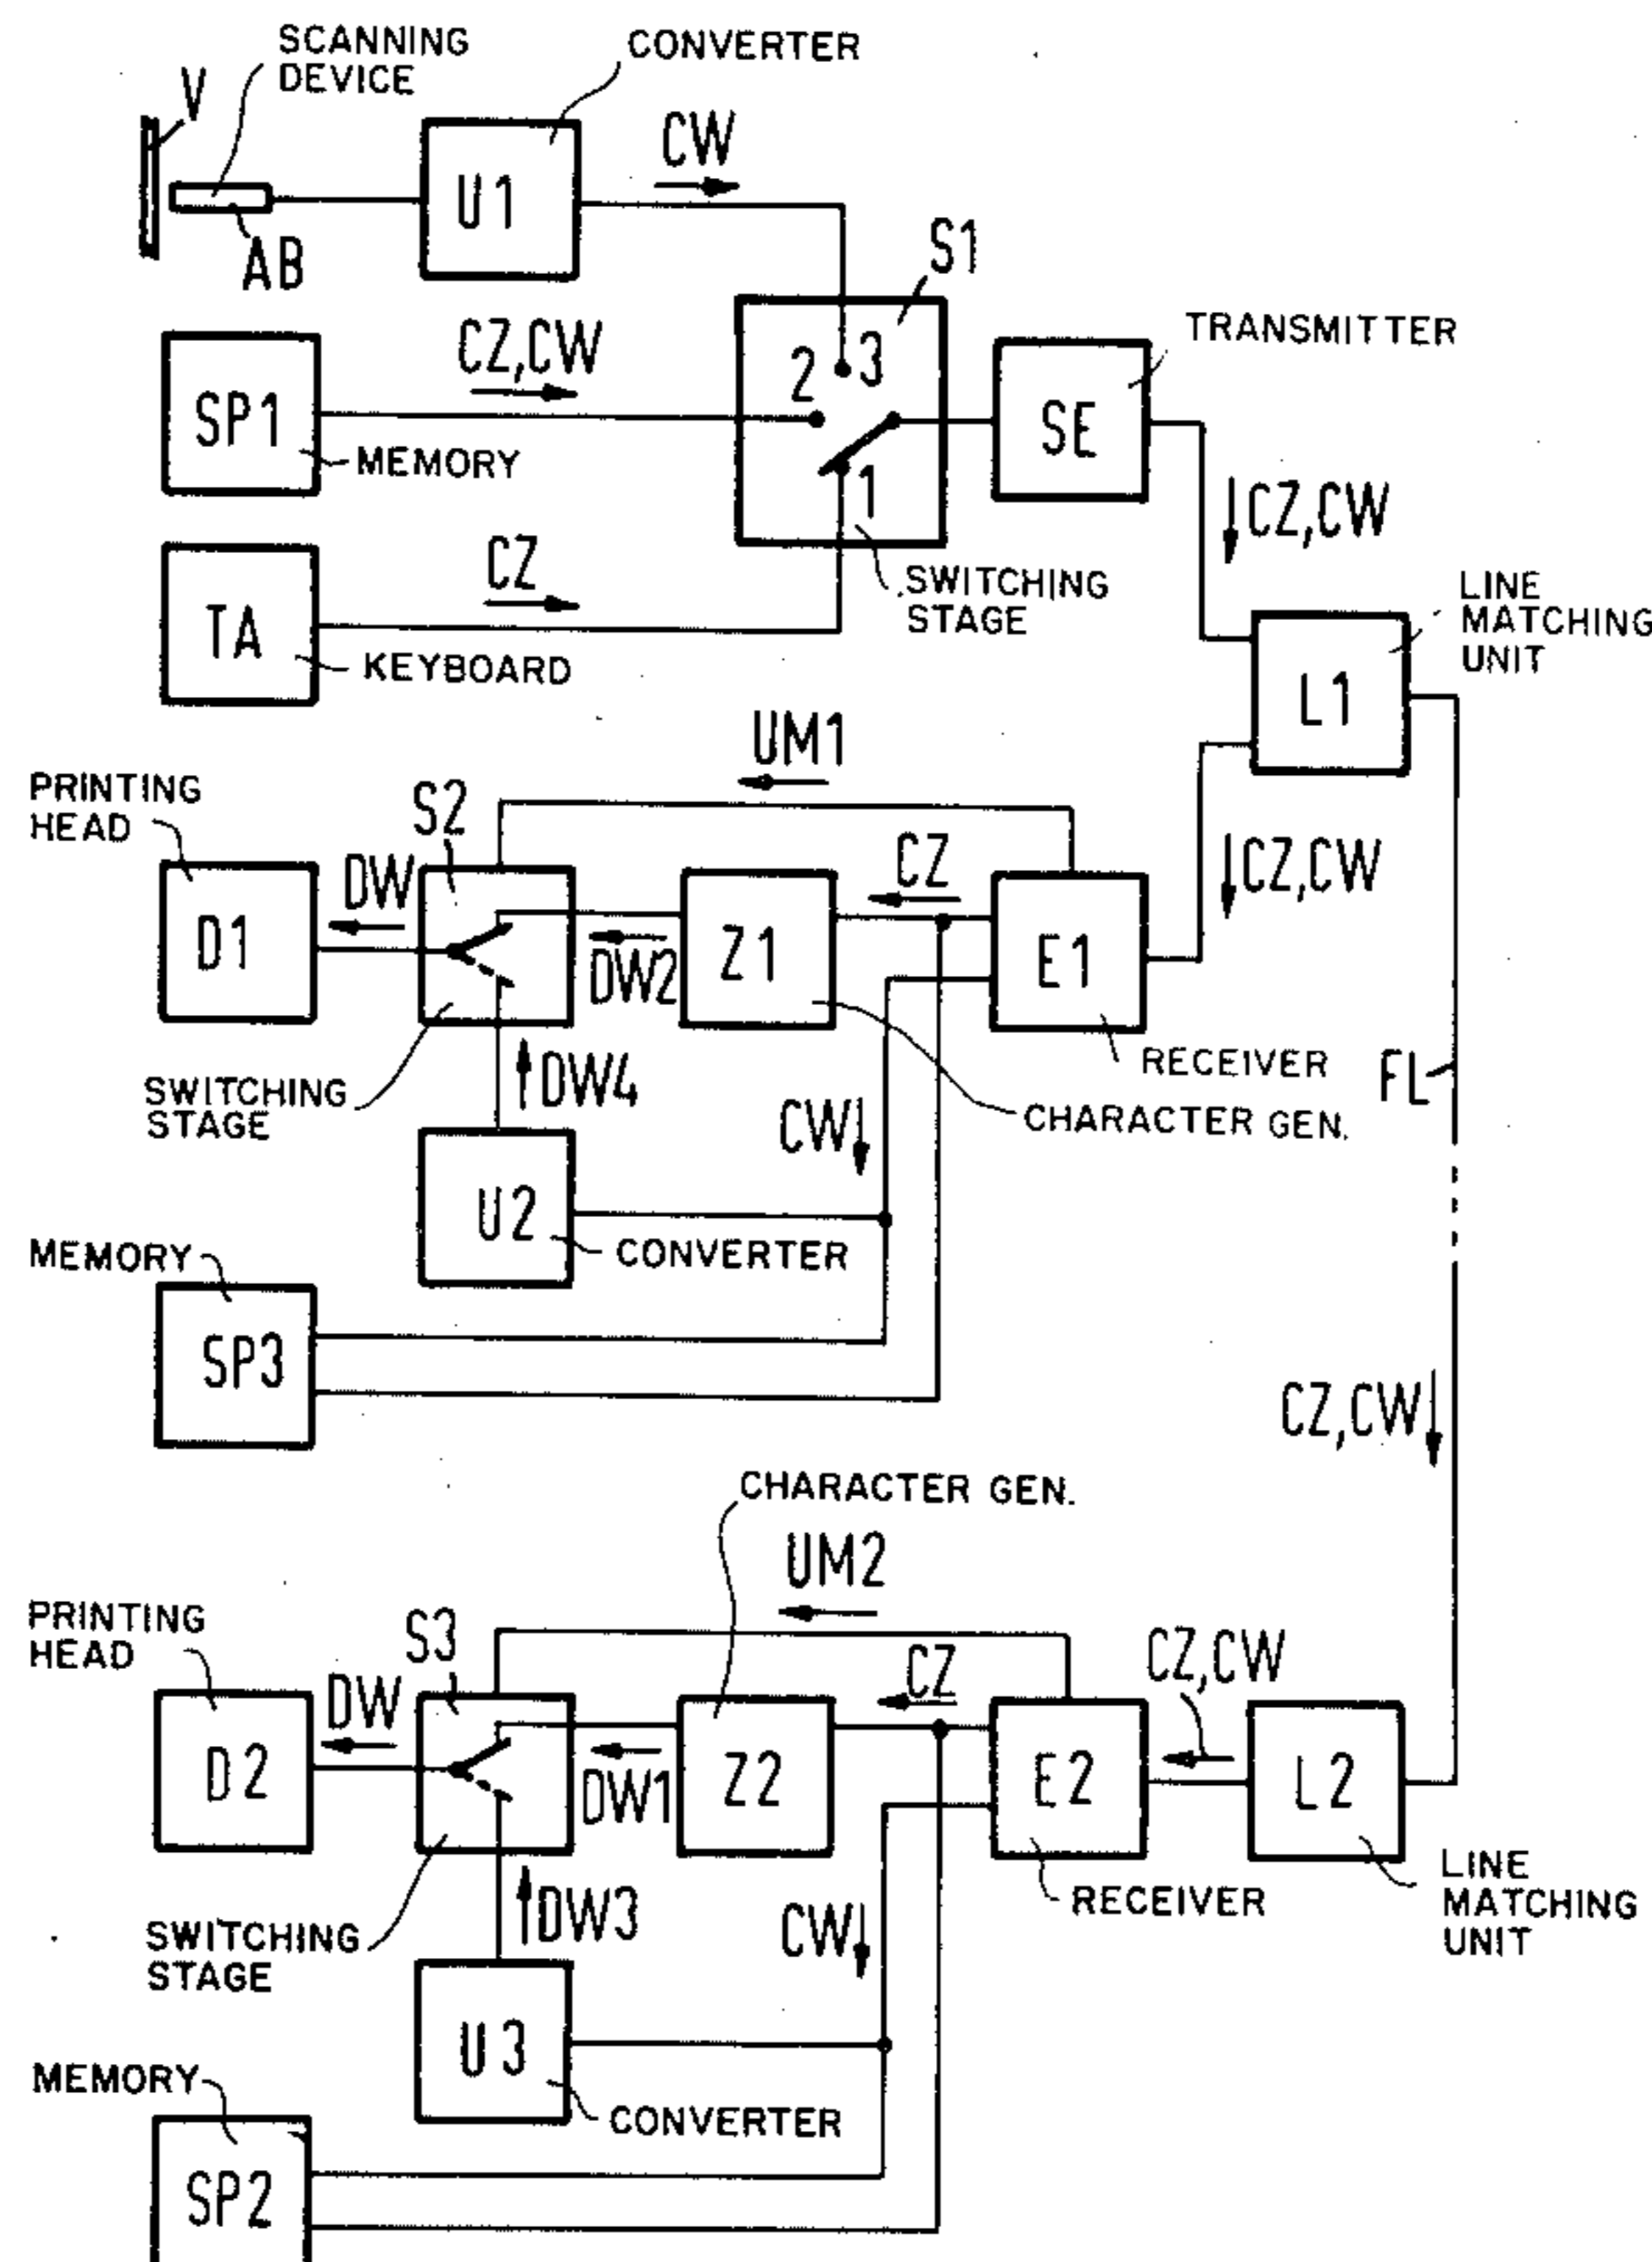 SCANNING
DEVICE
CONVERTER
V
CW
U1
AB
S1
CZ,CW
2
3
TRANSMITTER
SP1
SE
MEMORY
1
CZ,CW
CZ
SWITCHING
STAGE
LINE
MATCHING
UNIT
TA
KEYBOARD
L1
UM1
PRINTING
HEAD
S2
DW
CZ
CZ,CW
D1
DW2
Z1
E1
RECEIVER
FL
SWITCHING
STAGE
DW4
CW
CHARACTER GEN.
U2
MEMORY
CONVERTER
SP3
CZ,CW
CHARACTER GEN.
UM2
PRINTING
HEAD
S3
CZ
CZ,CW
DW
D2
DW1
Z2
E2
L2
LINE
MATCHING
UNIT
RECEIVER
SWITCHING
STAGE
DW3
CW
U3
MEMORY
CONVERTER
SP2